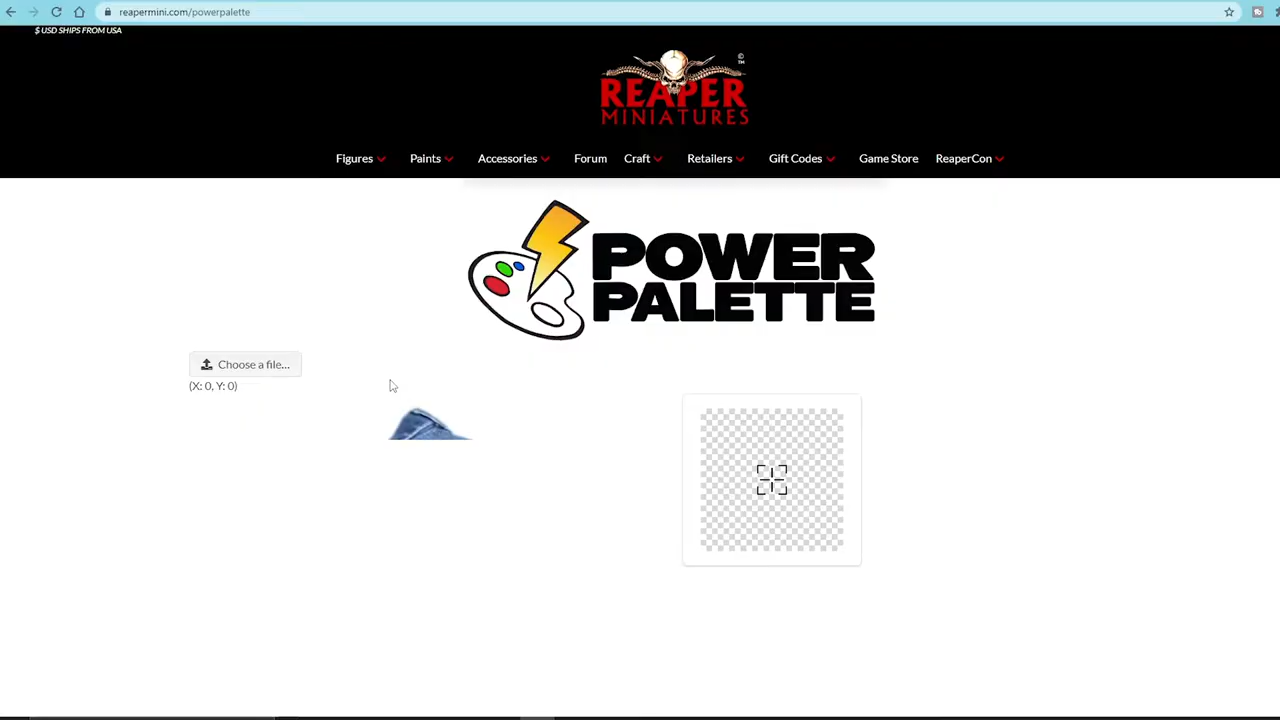 reapermini.com/powerpalette
$ USD SHIPS FROM USA
©
™
REAPER
MINIATURES
Figures Paints Accessories Forum Craft Retailers Gift Codes Game Store ReaperCon
POWER
PALETTE
Choose a file...
(X: 0, Y: 0)